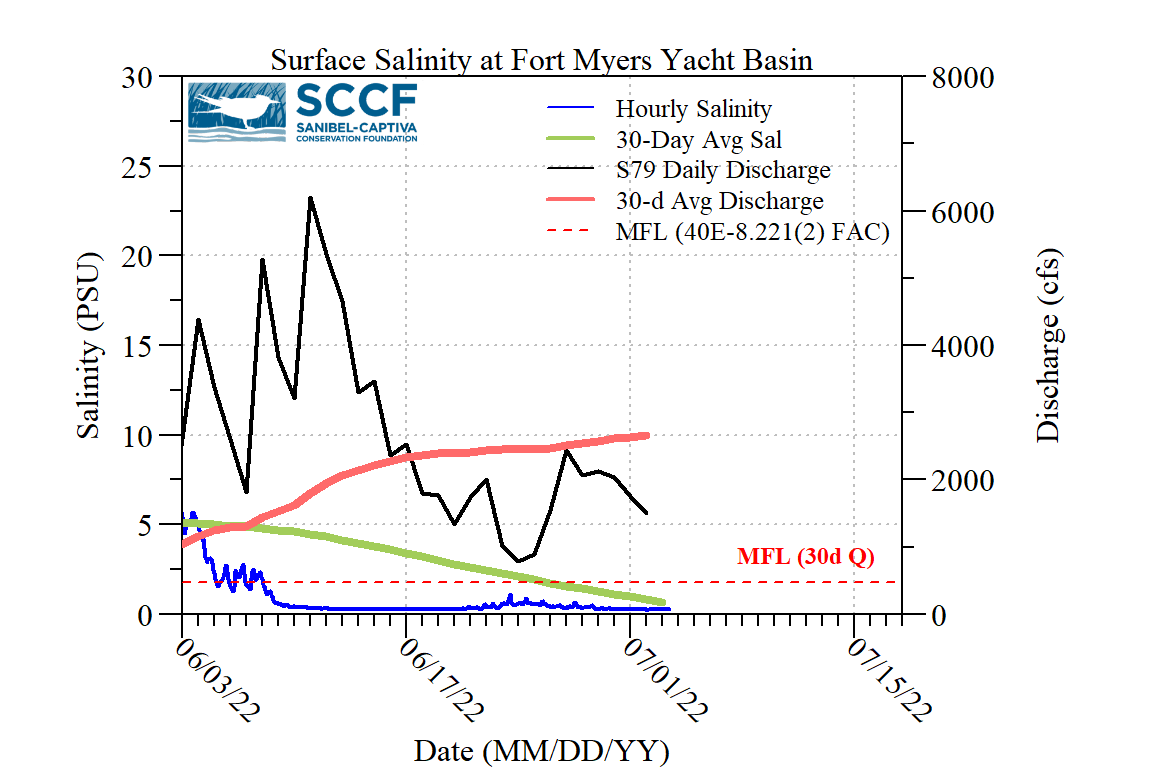 Surface Salinity at Fort Myers Yacht Basin
SCCF
SANIBEL-CAPTIVA
CONSERVATION FOUNDATION
Hourly Salinity
30-Day Avg Sal
S79 Daily Discharge
30-d Avg Discharge
MFL (40E-8.221(2) FAC)
Salinity (PSU)
30
25
20
15
10
5
0
8000
6000
4000
2000
0
Discharge (cfs)
MFL (30d Q)
06/03/22
06/17/22
07/01/22
07/15/22
Date (MM/DD/YY)